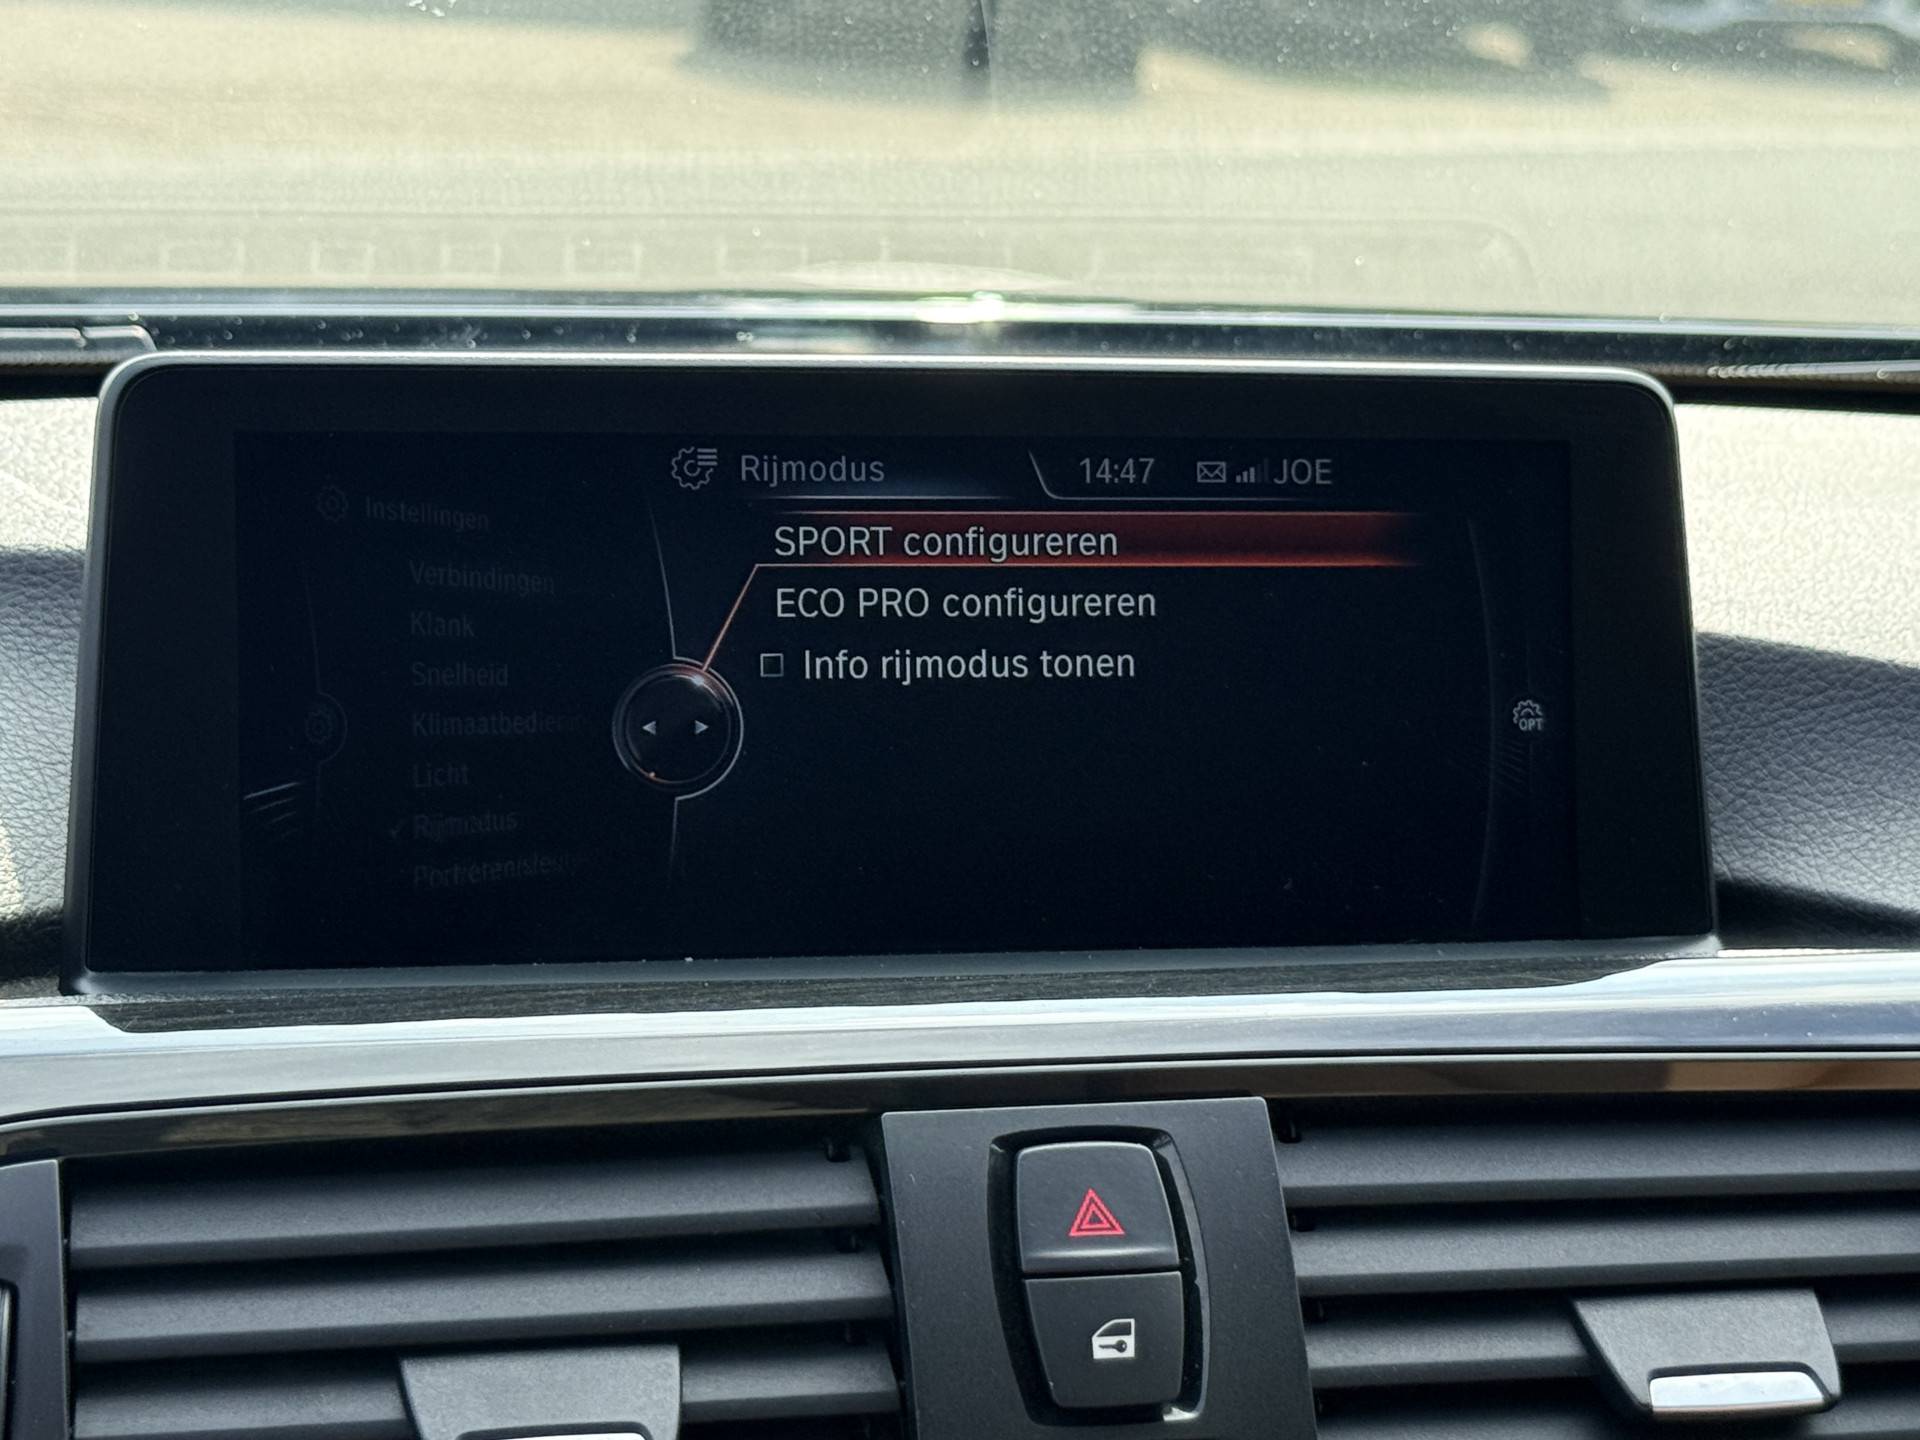 Rijmodus
14:47 JOE
Instellingen
Verbindingen
Klank
Snelheid
Licht
Rijmodus
SPORT configureren
ECO PRO configureren
Info rijmodus tonen
OPT